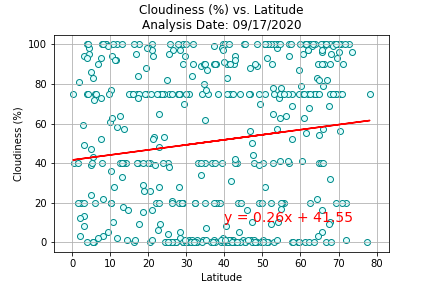 Cloudiness (%) vs. Latitude
Analysis Date: 09/17/2020
100
80
60
40
20
0
Cloudiness (%)
y = 0.26x + 41.55
0 10 20 30 40 50 60 70 80
Latitude